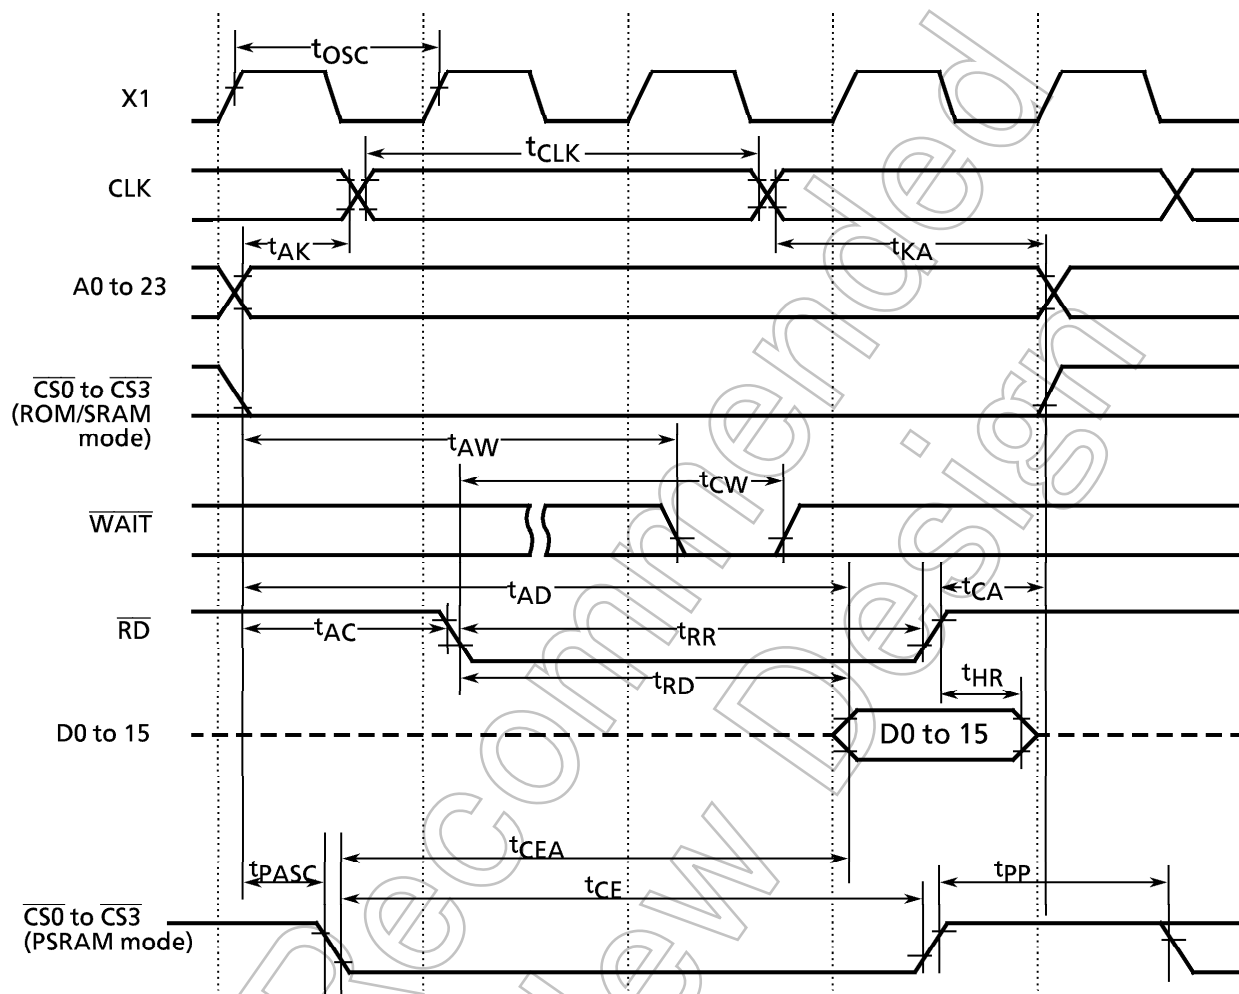 tOSC
X1
tCLK
CLK
tAK
tKA
A0 to 23
CS0 to CS3
(ROM/SRAM
mode)
tAW
tCW
WAIT
tAD
tCA
RD
tAC
tRR
tRD
tHR
D0 to 15
D0 to 15
tCEA
tPASC
tCE
tPP
CS0 to CS3
(PSRAM mode)
Recommended
New Design